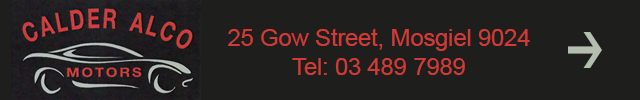 CALDER ALCO
MOTORS
25 Gow Street, Mosgiel 9024
Tel: 03 489 7989